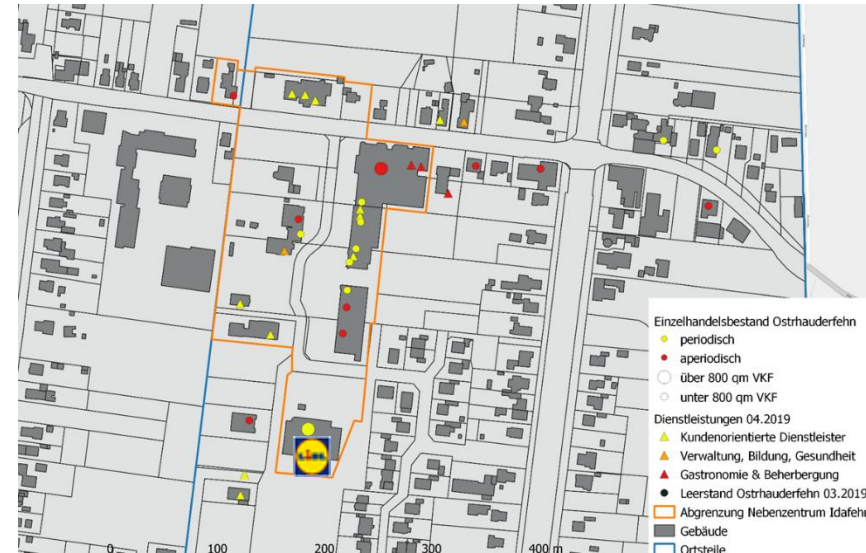 Einzelhandelsbestand Ostrhauderfehn
periodisch
aperiodisch
über 800 qm VKF
unter 800 qm VKF
Dienstleistungen 04.2019
Kundenorientierte Dienstleister
Verwaltung, Bildung, Gesundheit
Gastronomie & Beherbergung
Leerstand Ostrhauderfehn 03.2019
Abgrenzung Nebenzentrum Idafehn
Gebäude
Ortsteile
0 100 200 300 400 m
LIDL